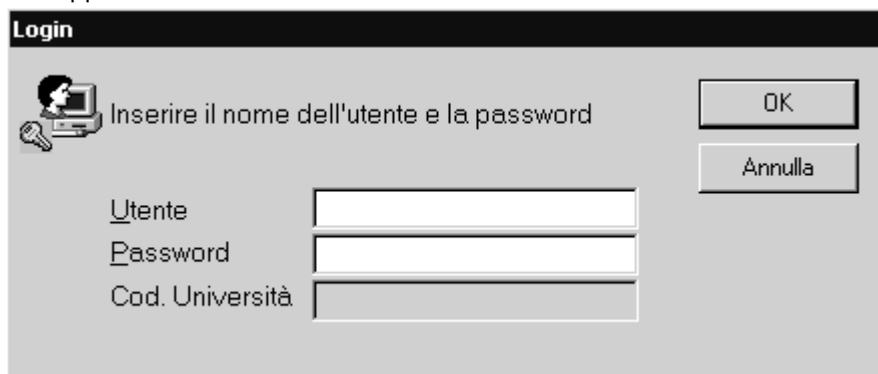 Login
Inserire il nome dell'utente e la password
OK
Annulla
Utente
Password
Cod. Università